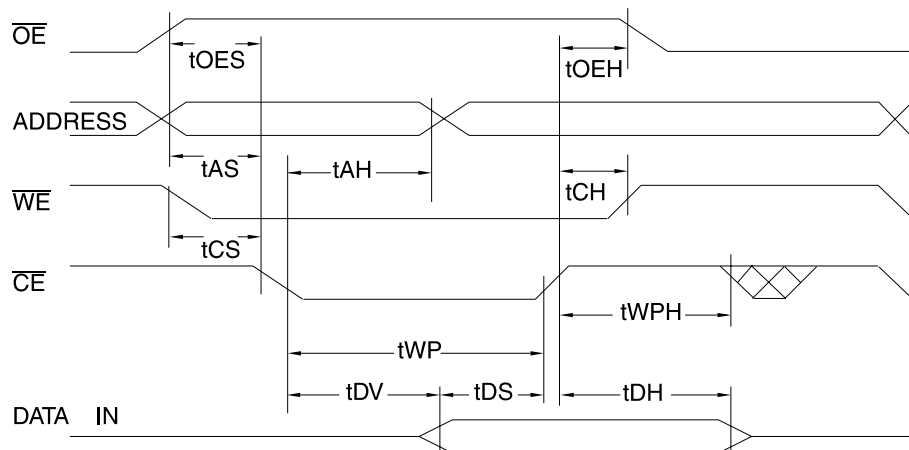 OE
tOES
tOEH
ADDRESS
tAS
tAH
tCH
WE
tCS
CE
tWPH
tWP
tDV
tDS
tDH
DATA IN